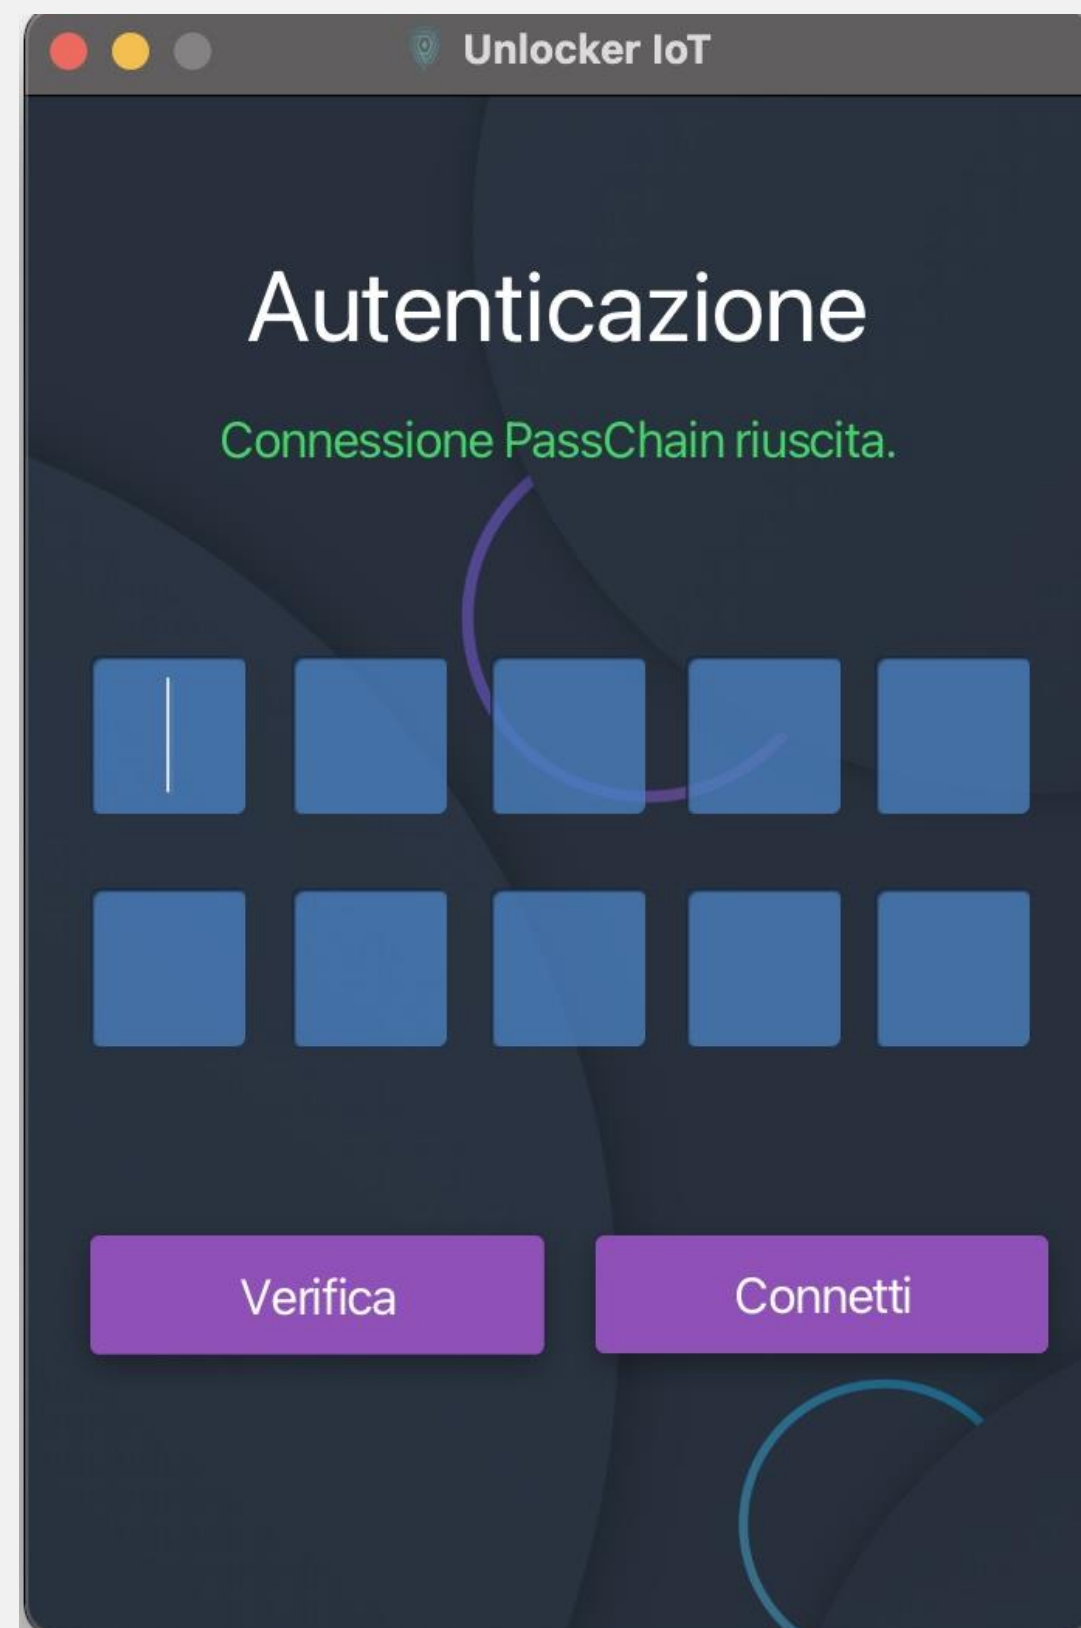 Unlocker IoT
Autenticazione
Connessione PassChain riuscita.
Verifica
Connetti